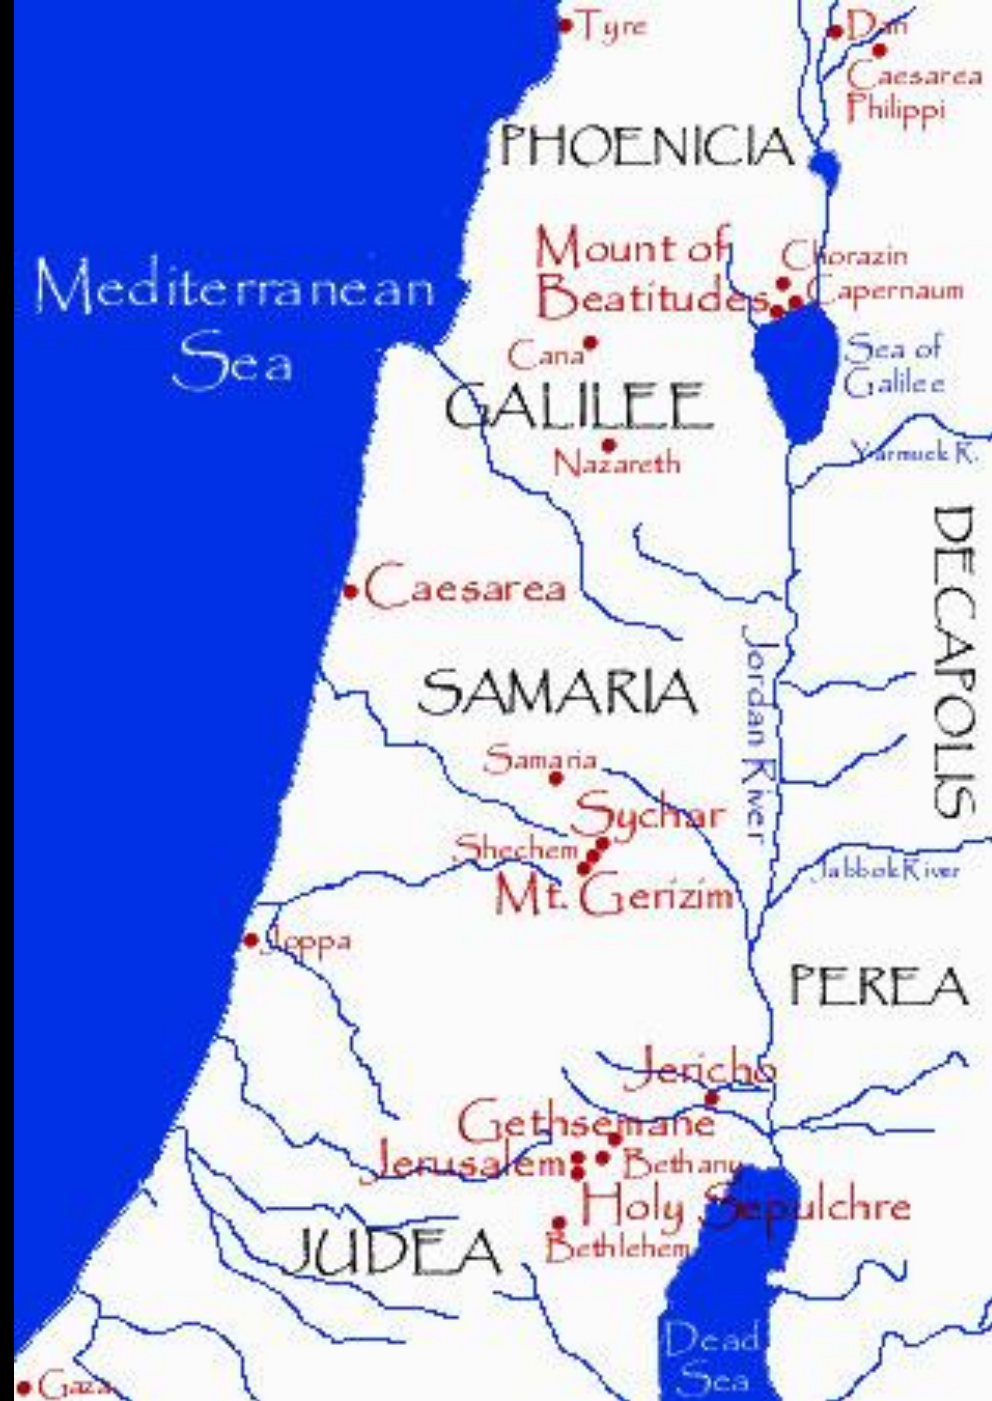 Tyre
Dan
Caesarea
Philippi
PHOENICIA
Mount of
Beatitudes
Chorazin
Capernaum
Mediterranean
Sea
Cana
Sea of
Galilee
GALILEE
Nazareth
Yarmuck R.
DECAPOLIS
Caesarea
Jordan River
SAMARIA
Samaria
Sychar
Shechem
Mt. Gerizim
Jabbok River
Joppa
PEREA
Jericho
Gethsemane
Jerusalem
Bethany
Holy Sepulchre
JUDEA
Bethlehem
Dead
Sea
Gaza